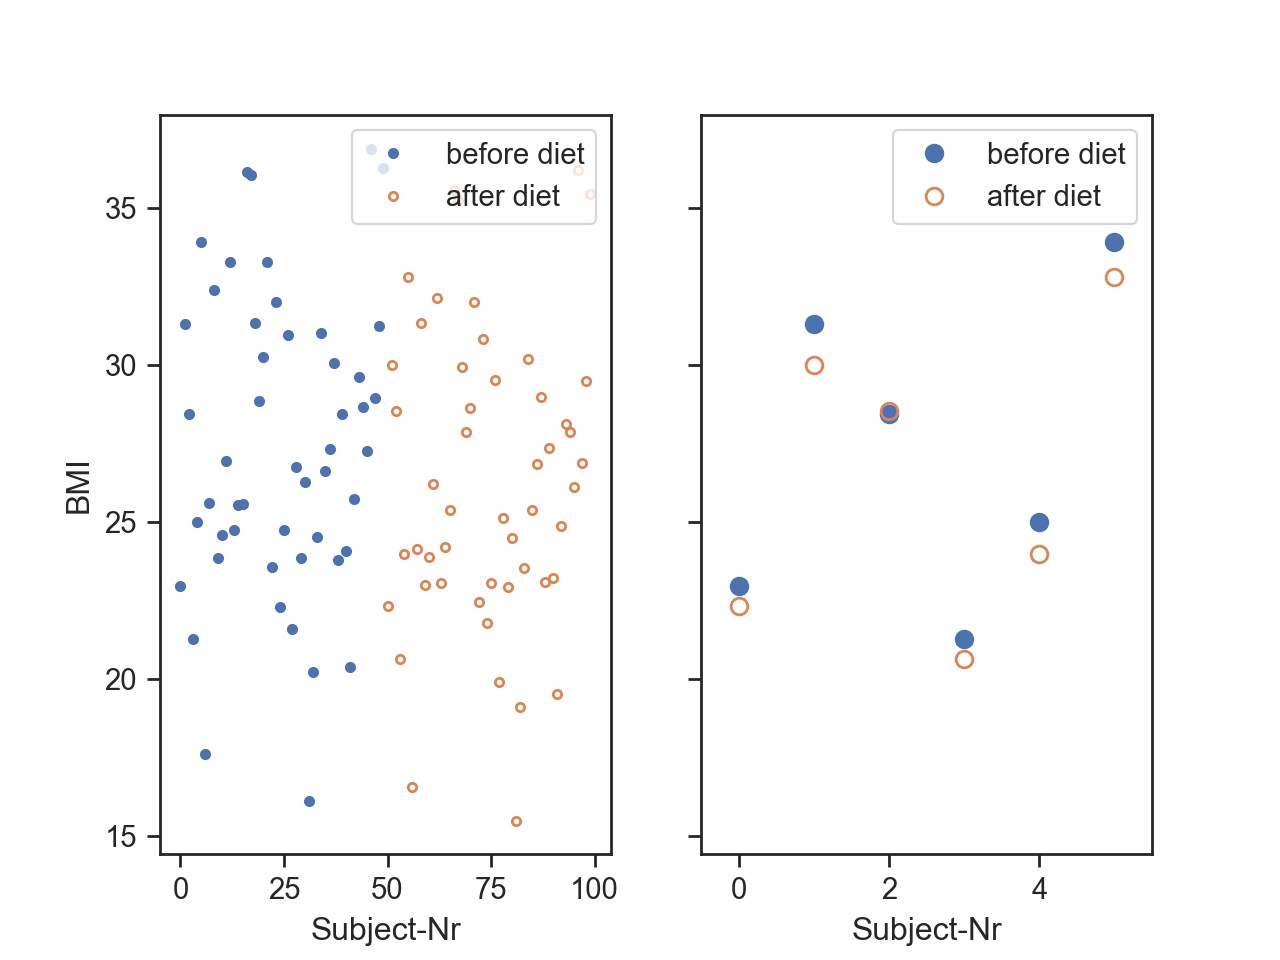 before diet
after diet
before diet
after diet
BMI
35
30
25
20
15
0 25 50 75 100
0 2 4
Subject-Nr
Subject-Nr